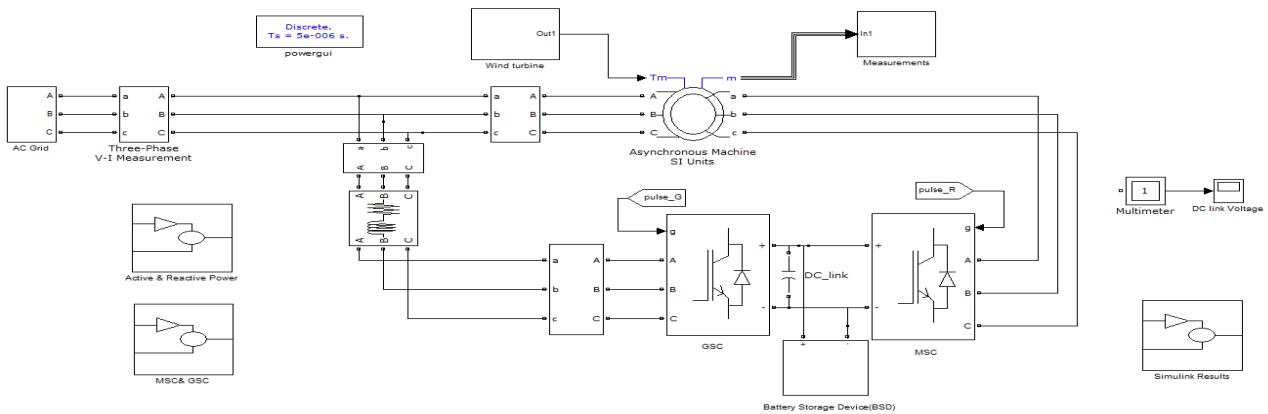 Discrete,
Ts = 5e-006 s.
powergui
Out1
Wind turbine
In1
Measurements
Tm
m
A
B
C
AC Grid
a
b
c
A
B
C
Three-Phase
V-I Measurement
a
b
c
A
B
C
A
B
C
a
b
c
Asynchronous Machine
SI Units
a
b
c
A
B
C
A
B
C
A
B
C
pulse_G
pulse_R
1
Multimeter
DC link Voltage
Active & Reactive Power
a
b
c
A
B
C
g
A
B
C
+
-
GSC
DC_link
g
+
-
A
B
C
MSC
MSC& GSC
+
-
Battery Storage Device(BSD)
Simulink Results